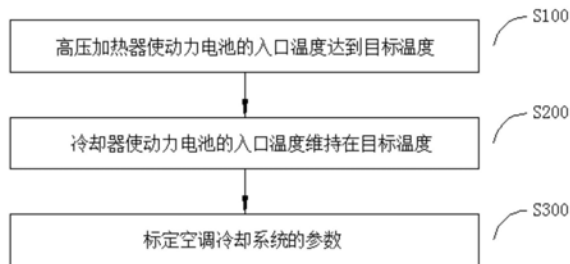 S100
高压加热器使动力电池的入口温度达到目标温度
S200
冷却器使动力电池的入口温度维持在目标温度
S300
标定空调冷却系统的参数